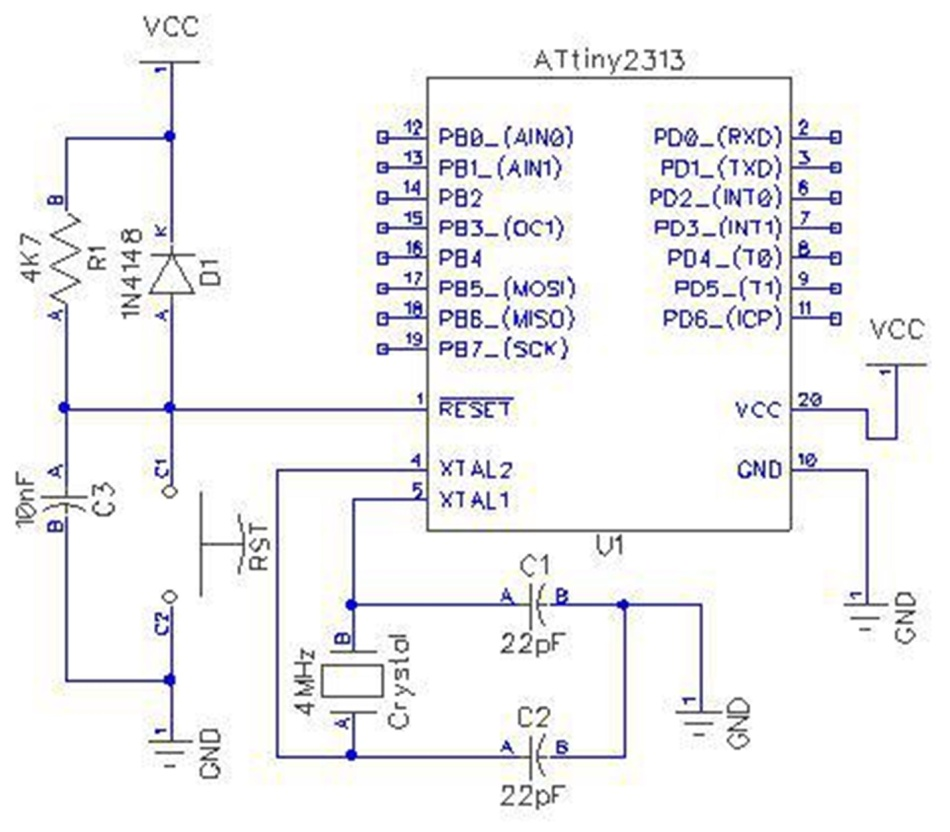 VCC
1
ATtiny2313
12 PB0_(AIN0) PD0_(RXD) 2
13 PB1_(AIN1) PD1_(TXD) 3
14 PB2 PD2_(INT0) 6
15 PB3_(OC1) PD3_(INT1) 7
16 PB4 PD4_(T0) 8
17 PB5_(MOSI) PD5_(T1) 9
18 PB6_(MISO) PD6_(ICP) 11
19 PB7_(SCK)
1 RESET VCC 20
4 XTAL2 GND 10
5 XTAL1
U1
VCC
1
1
GND
B
4K7
R1
A
K
1N4148
D1
A
A
10nF
C3
B
C1
RST
C2
1
GND
B
4MHz
Crystal
A
C1
A B
22pF
C2
A B
22pF
1
GND